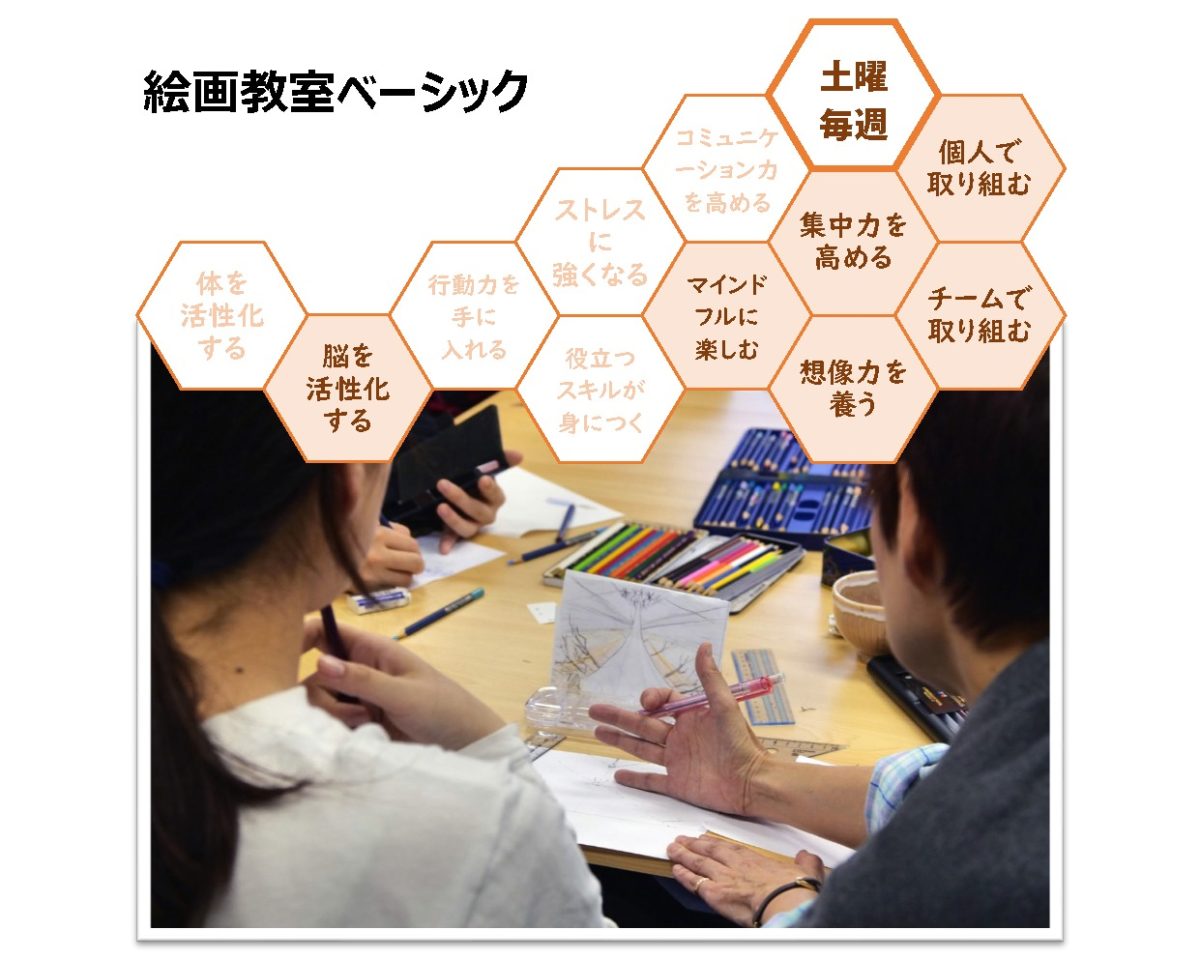 絵画教室ベーシック
土曜
毎週
個人で
取り組む
コミュニケ
ーション力
を高める
集中力を
高める
ストレス
に
強くなる
マインド
フルに
楽しむ
チームで
取り組む
体を
活性化
する
行動力を
手に
入れる
脳を
活性化
する
役立つ
スキルが
身につく
想像力を
養う